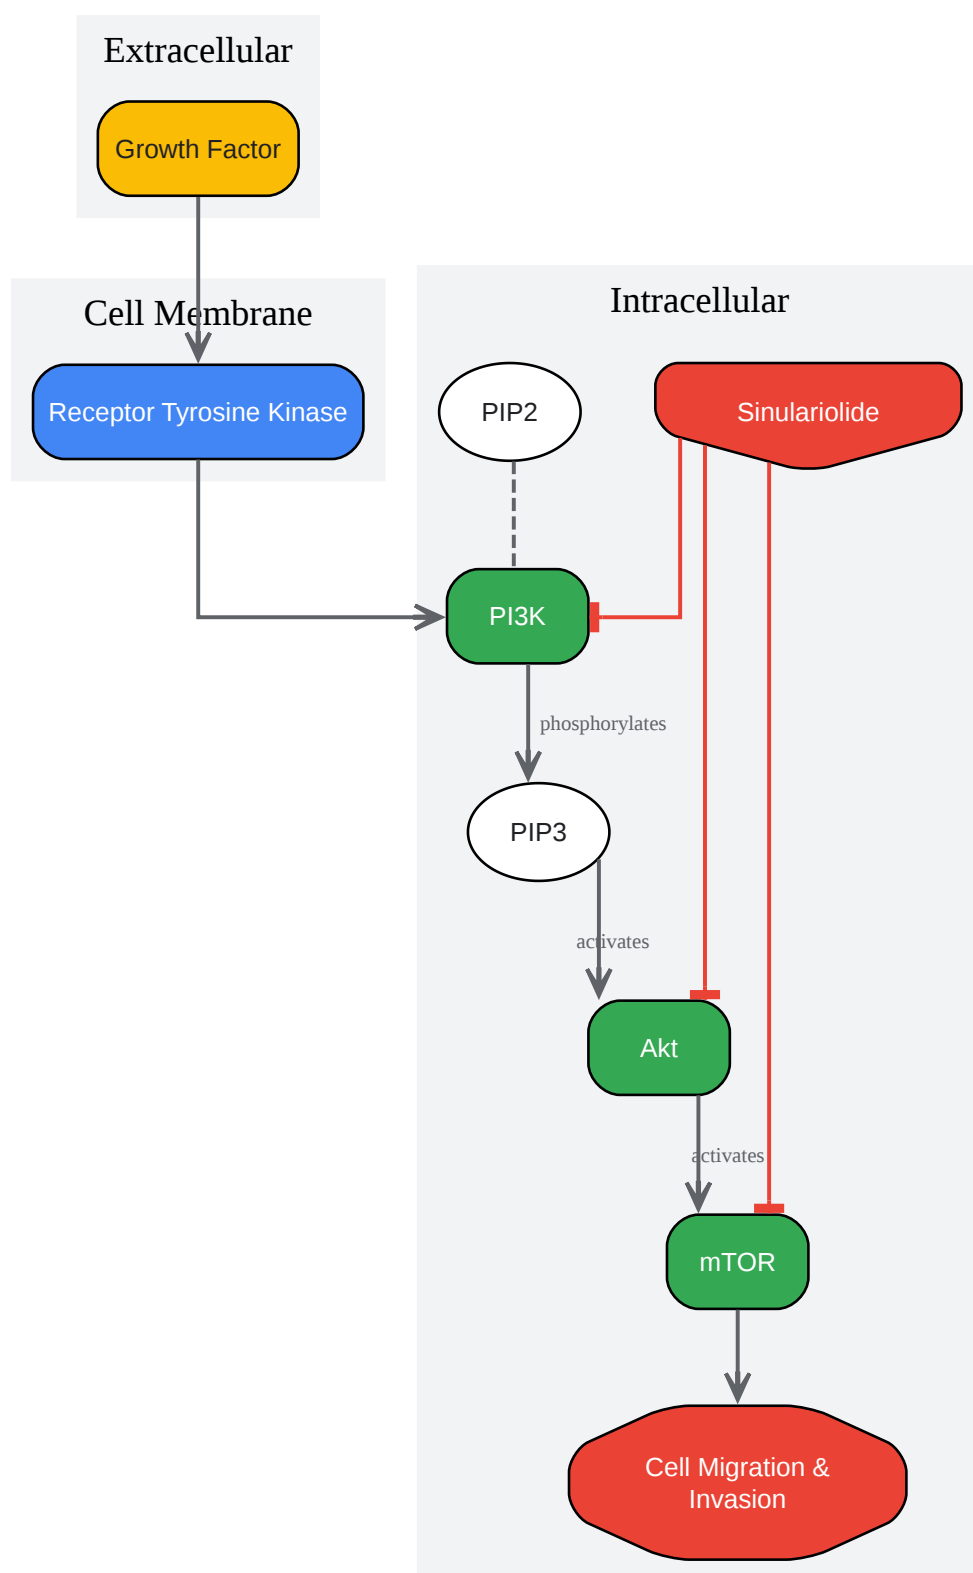 Extracellular
Growth Factor
Cell Membrane
Receptor Tyrosine Kinase
Intracellular
PIP2
Sinulariolide
PI3K
phosphorylates
PIP3
activates
Akt
activates
mTOR
Cell Migration &
Invasion